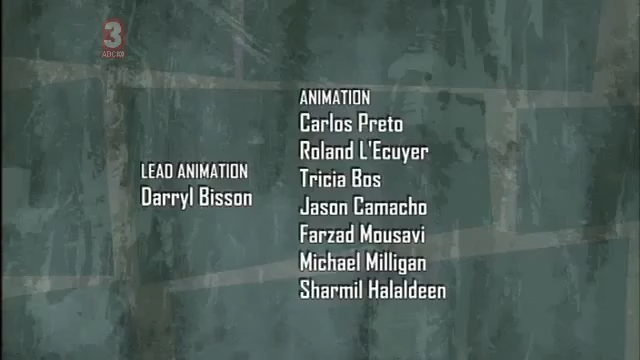 3
LEAD ANIMATION
Darryl Bisson
ANIMATION
Carlos Preto
Roland L'Ecuyer
Tricia Bos
Jason Camacho
Farzad Mousavi
Michael Milligan
Sharmil Halaldeen